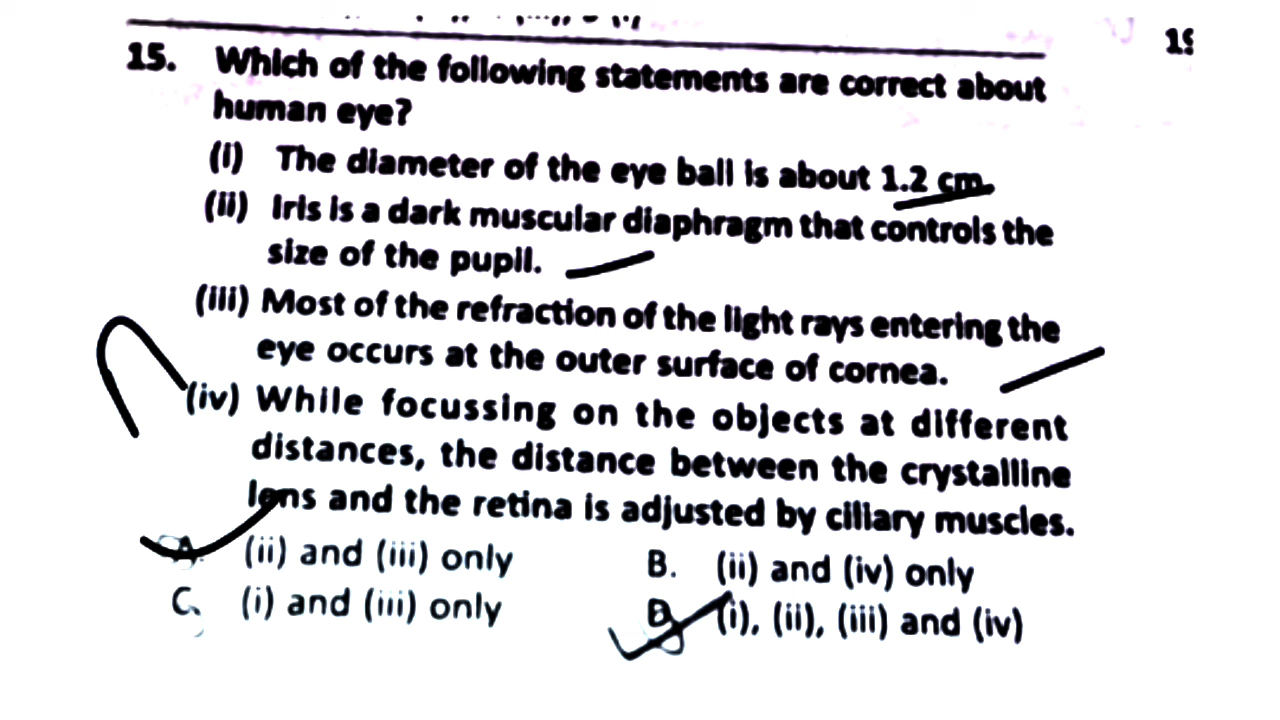 15. Which of the following statements are correct about
human eye?
(i) The diameter of the eye ball is about 1.2 cm.
(ii) Iris is a dark muscular diaphragm that controls the
size of the pupil.
(iii) Most of the refraction of the light rays entering the
eye occurs at the outer surface of cornea.
(iv) While focussing on the objects at different
distances, the distance between the crystalline
lens and the retina is adjusted by ciliary muscles.
A. (ii) and (iii) only B. (ii) and (iv) only
C. (i) and (iii) only D. (i), (ii), (iii) and (iv)